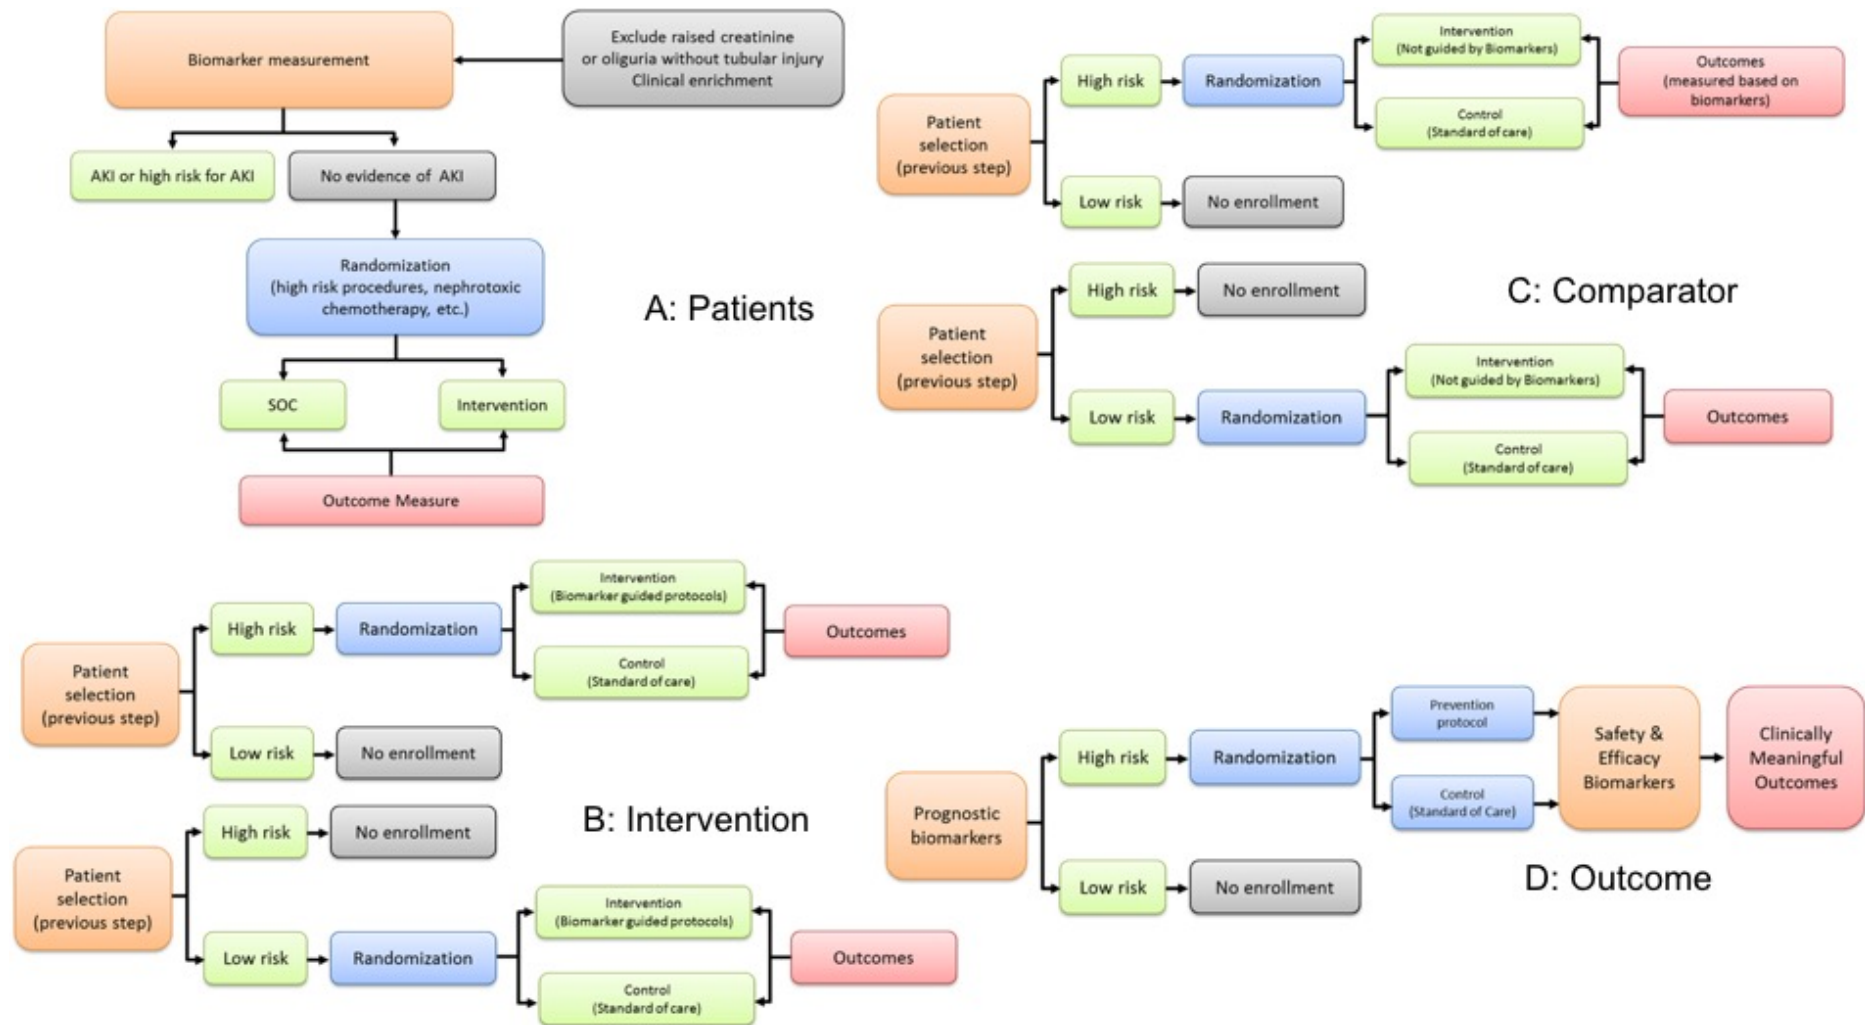 Biomarker measurement
Exclude raised creatinine
or oliguria without tubular injury
Clinical enrichment
AKI or high risk for AKI
No evidence of AKI
Randomization
(high risk procedures, nephrotoxic
chemotherapy, etc.)
SOC
Intervention
Outcome Measure
A: Patients
Patient
selection
(previous step)
High risk
Randomization
Intervention
(Biomarker guided protocols)
Control
(Standard of care)
Outcomes
Low risk
No enrollment
Patient
selection
(previous step)
High risk
No enrollment
Low risk
Randomization
Intervention
(Biomarker guided protocols)
Control
(Standard of care)
Outcomes
B: Intervention
Patient
selection
(previous step)
High risk
Randomization
Intervention
(Not guided by Biomarkers)
Control
(Standard of care)
Outcomes
(measured based on
biomarkers)
Low risk
No enrollment
Patient
selection
(previous step)
High risk
No enrollment
Low risk
Randomization
Intervention
(Not guided by Biomarkers)
Control
(Standard of care)
Outcomes
C: Comparator
Prognostic
biomarkers
High risk
Randomization
Prevention
protocol
Control
(Standard of Care)
Safety &
Efficacy
Biomarkers
Clinically
Meaningful
Outcomes
Low risk
No enrollment
D: Outcome